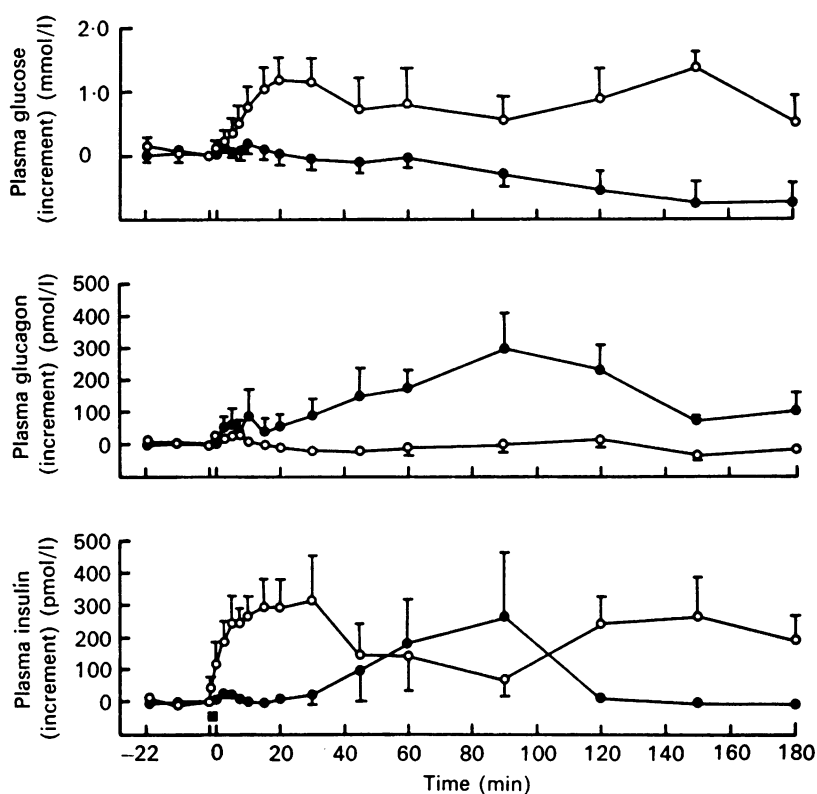 Plasma glucose
(increment) (mmol/l)
2·0
1·0
0
Plasma glucagon
(increment) (pmol/l)
500
400
300
200
100
0
Plasma insulin
(increment) (pmol/l)
500
400
300
200
100
0
−22 0 20 40 60 80 100 120 140 160 180
Time (min)